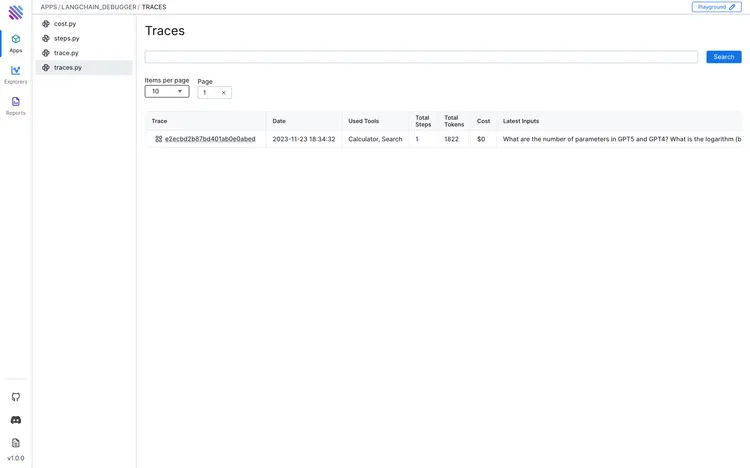 APPS / LANGCHAIN_DEBUGGER / TRACES
Playground
Apps
Explorers
Reports
v1.0.0
cost.py
steps.py
trace.py
traces.py
Traces
Search
Items per page
10
Page
1
Trace Date Used Tools Total Steps Total Tokens Cost Latest Inputs
e2ecbd2b87bd401ab0e0abed 2023-11-23 18:34:32 Calculator, Search 1 1822 $0 What are the number of parameters in GPT5 and GPT4? What is the logarithm (b